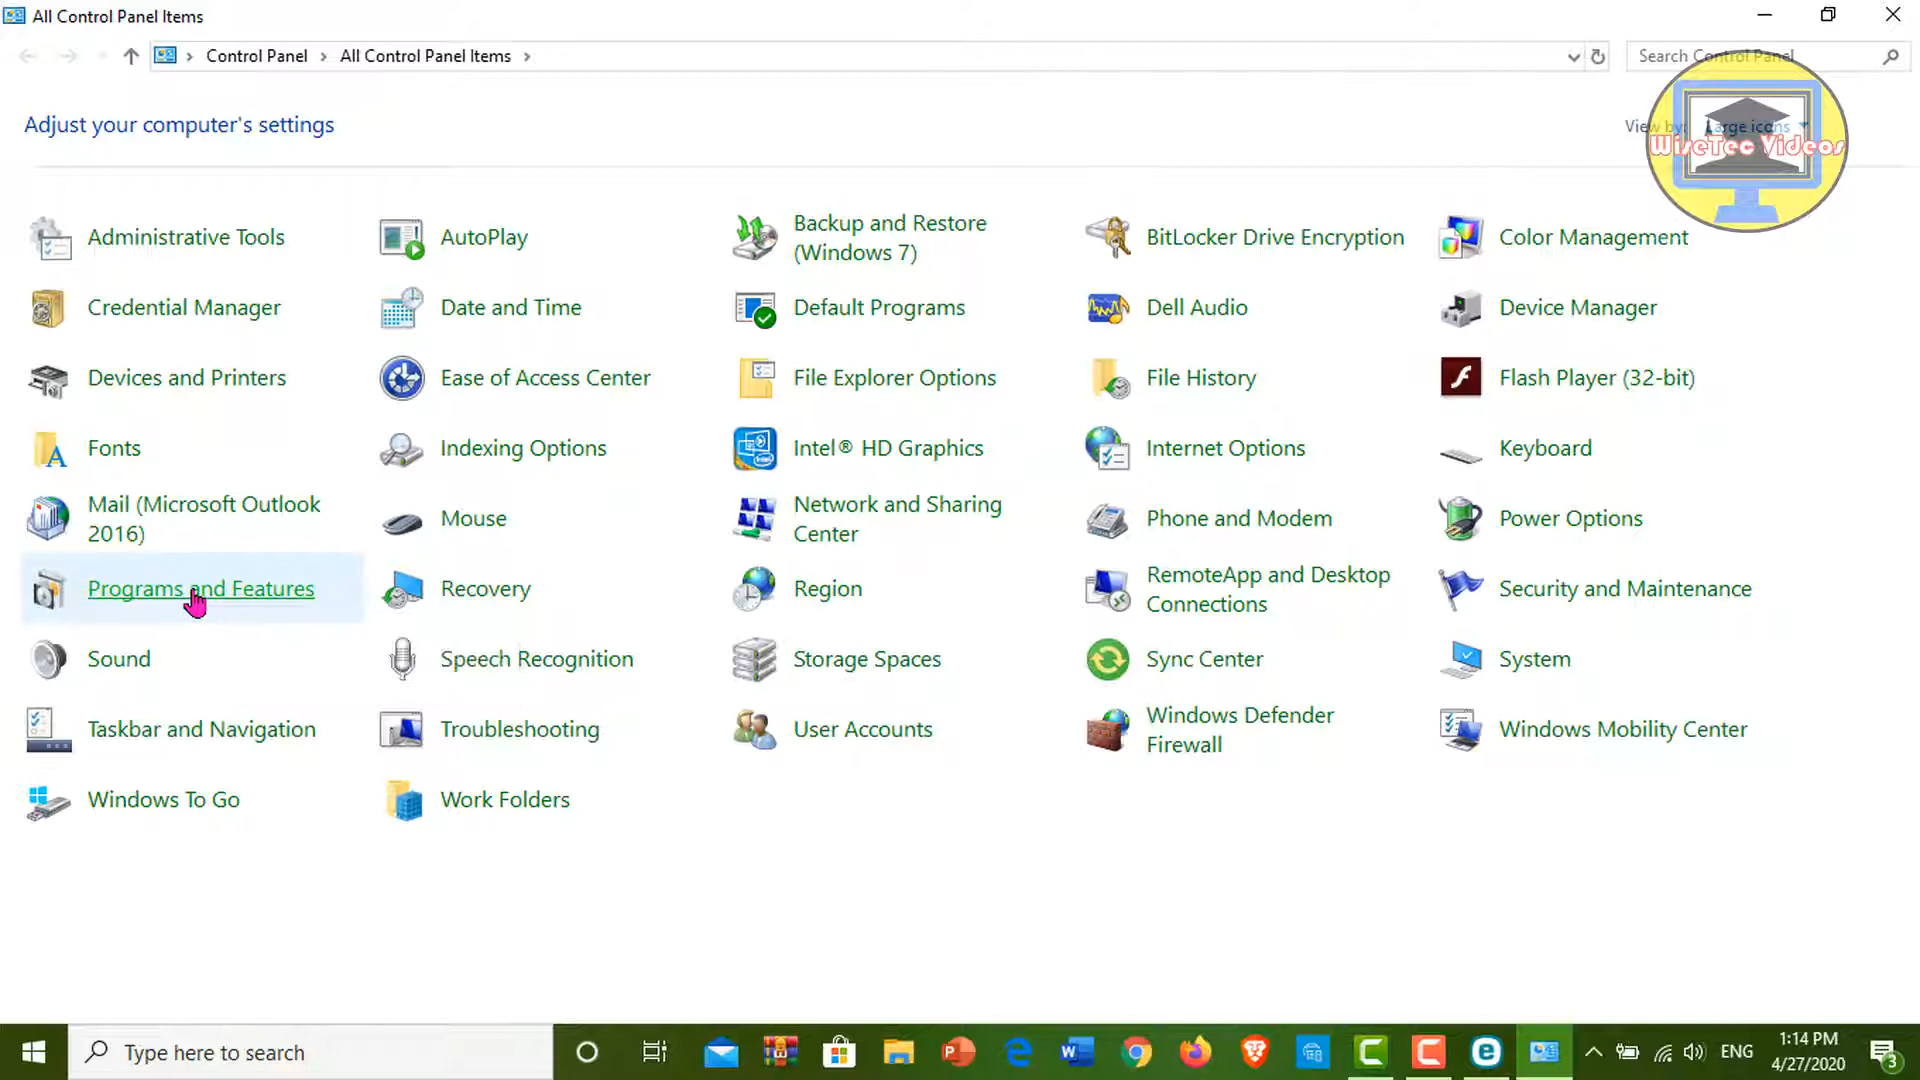 All Control Panel Items
Control Panel
All Control Panel Items
Search Control Panel
Adjust your computer's settings
View by: Large icons
WiseTec Videos
Administrative Tools
AutoPlay
Backup and Restore
(Windows 7)
BitLocker Drive Encryption
Color Management
Credential Manager
Date and Time
Default Programs
Dell Audio
Device Manager
Devices and Printers
Ease of Access Center
File Explorer Options
File History
Flash Player (32-bit)
Fonts
Indexing Options
Intel® HD Graphics
Internet Options
Keyboard
Mail (Microsoft Outlook
2016)
Mouse
Network and Sharing
Center
Phone and Modem
Power Options
Programs and Features
Recovery
Region
RemoteApp and Desktop
Connections
Security and Maintenance
Sound
Speech Recognition
Storage Spaces
Sync Center
System
Taskbar and Navigation
Troubleshooting
User Accounts
Windows Defender
Firewall
Windows Mobility Center
Windows To Go
Work Folders
Type here to search
ENG
1:14 PM
4/27/2020
3